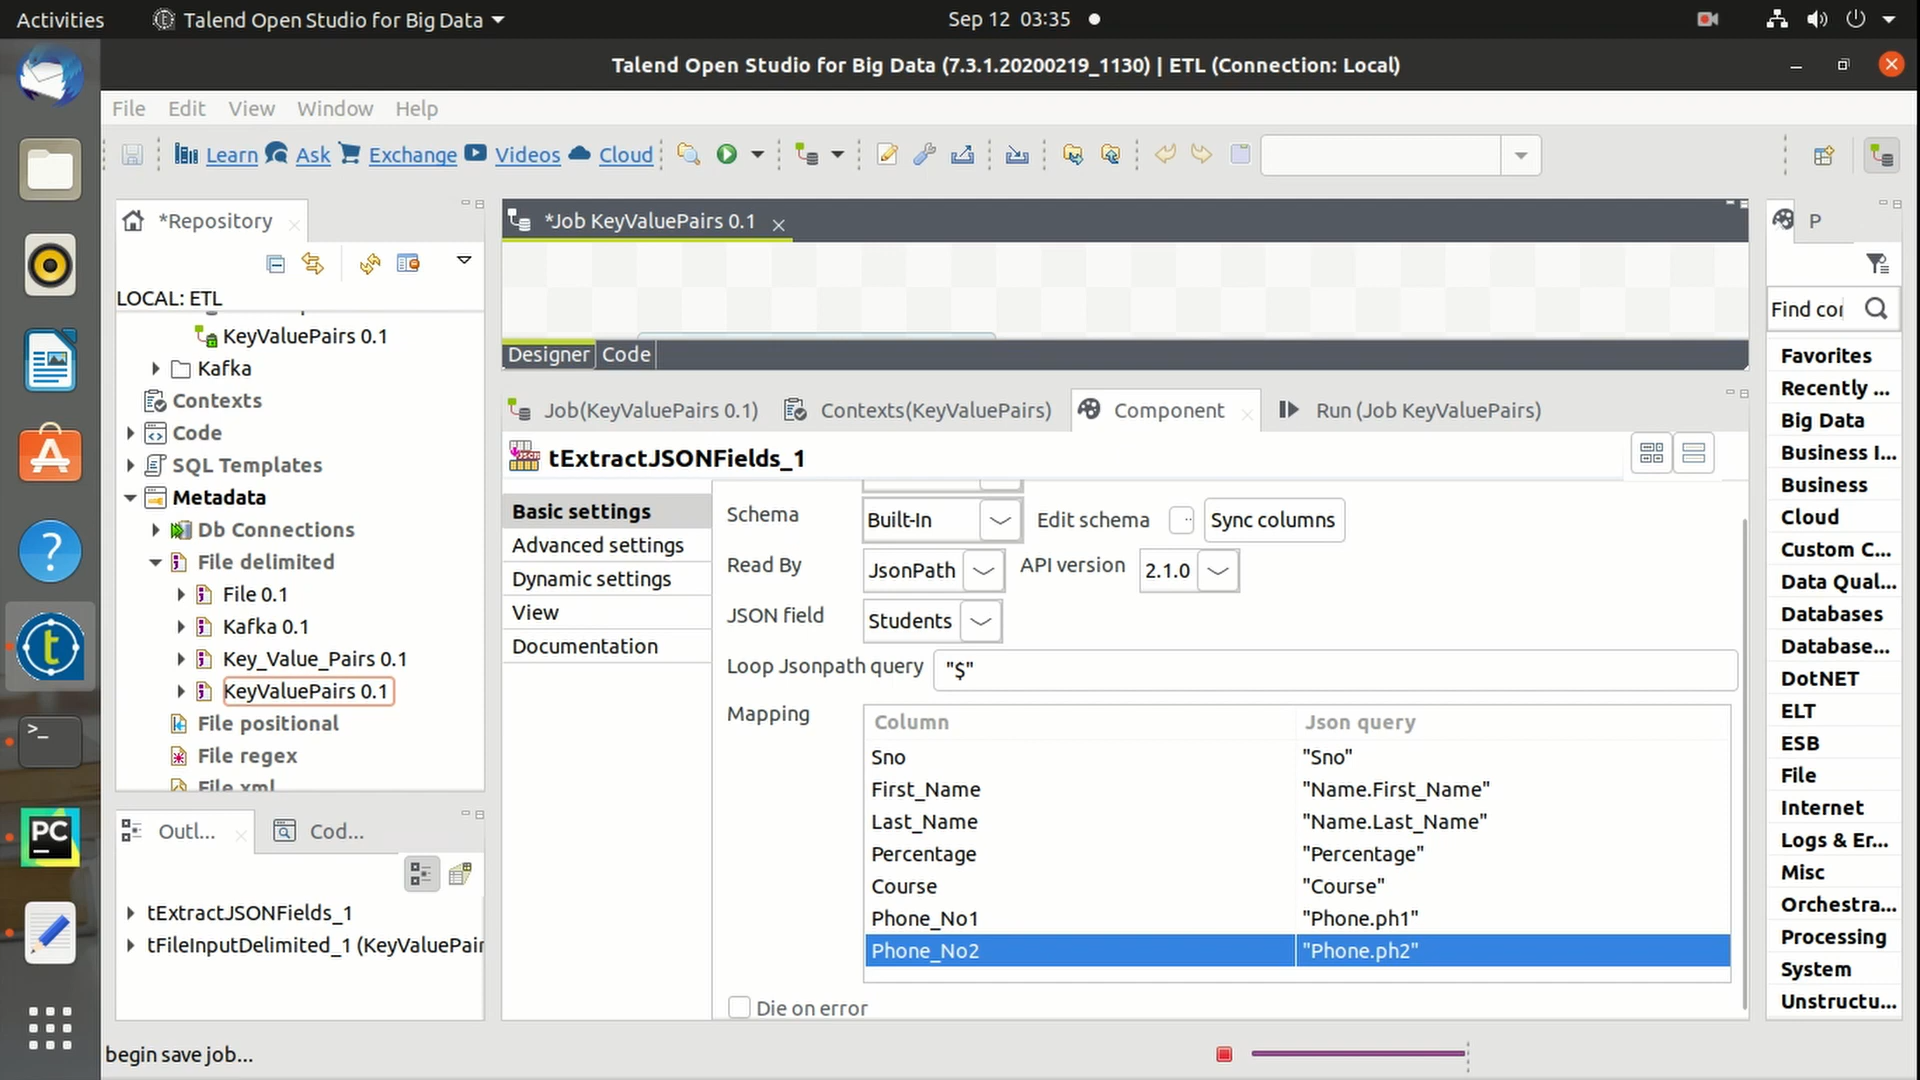 Activities
Talend Open Studio for Big Data
Sep 12 03:35
Talend Open Studio for Big Data (7.3.1.20200219_1130) | ETL (Connection: Local)
File Edit View Window Help
Learn Ask Exchange Videos Cloud
*Repository
LOCAL: ETL
KeyValuePairs 0.1
Kafka
Contexts
Code
SQL Templates
Metadata
Db Connections
File delimited
File 0.1
Kafka 0.1
Key_Value_Pairs 0.1
KeyValuePairs 0.1
File positional
File regex
File xml
Outl...
Cod...
tExtractJSONFields_1
tFileInputDelimited_1 (KeyValuePair
*Job KeyValuePairs 0.1
Designer Code
Job(KeyValuePairs 0.1)
Contexts(KeyValuePairs)
Component
Run (Job KeyValuePairs)
tExtractJSONFields_1
Basic settings
Advanced settings
Dynamic settings
View
Documentation
Schema Built-In Edit schema Sync columns
Read By JsonPath API version 2.1.0
JSON field Students
Loop Jsonpath query "$"
Mapping
Column Json query
Sno "Sno"
First_Name "Name.First_Name"
Last_Name "Name.Last_Name"
Percentage "Percentage"
Course "Course"
Phone_No1 "Phone.ph1"
Phone_No2 "Phone.ph2"
Die on error
P
Find cor
Favorites
Recently ...
Big Data
Business I...
Business
Cloud
Custom C...
Data Qual...
Databases
Database...
DotNET
ELT
ESB
File
Internet
Logs & Er...
Misc
Orchestra...
Processing
System
Unstructu...
begin save job...
PC